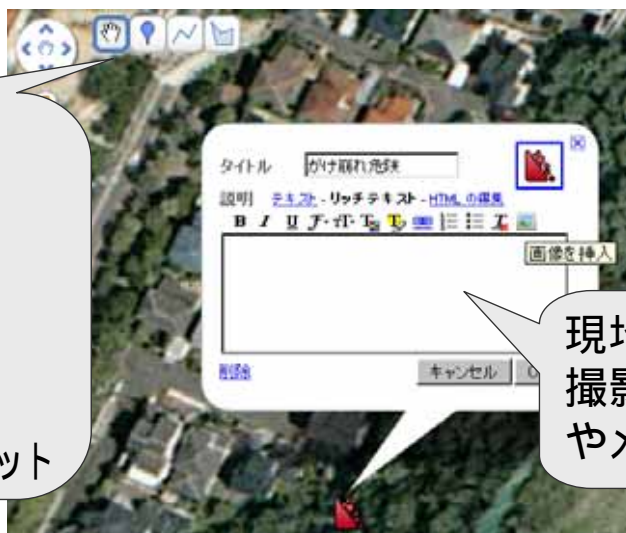 タイトル がけ崩れ危険
説明 テキスト - リッチテキスト - HTML の編集
B I U
画像を挿入
削除 キャンセル
現地
撮影
やメ
ット